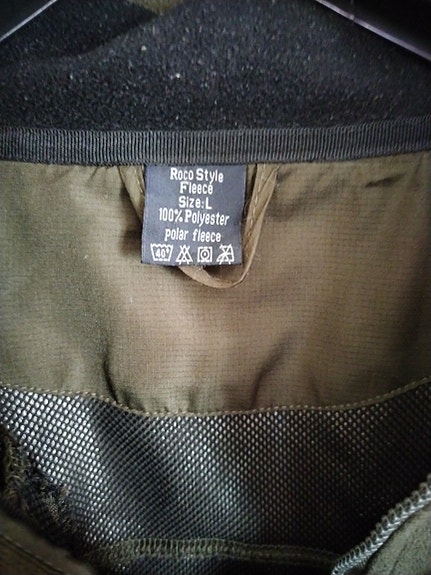 Roco Style
Fleece
Size:L
100% Polyester
polar fleece
40°